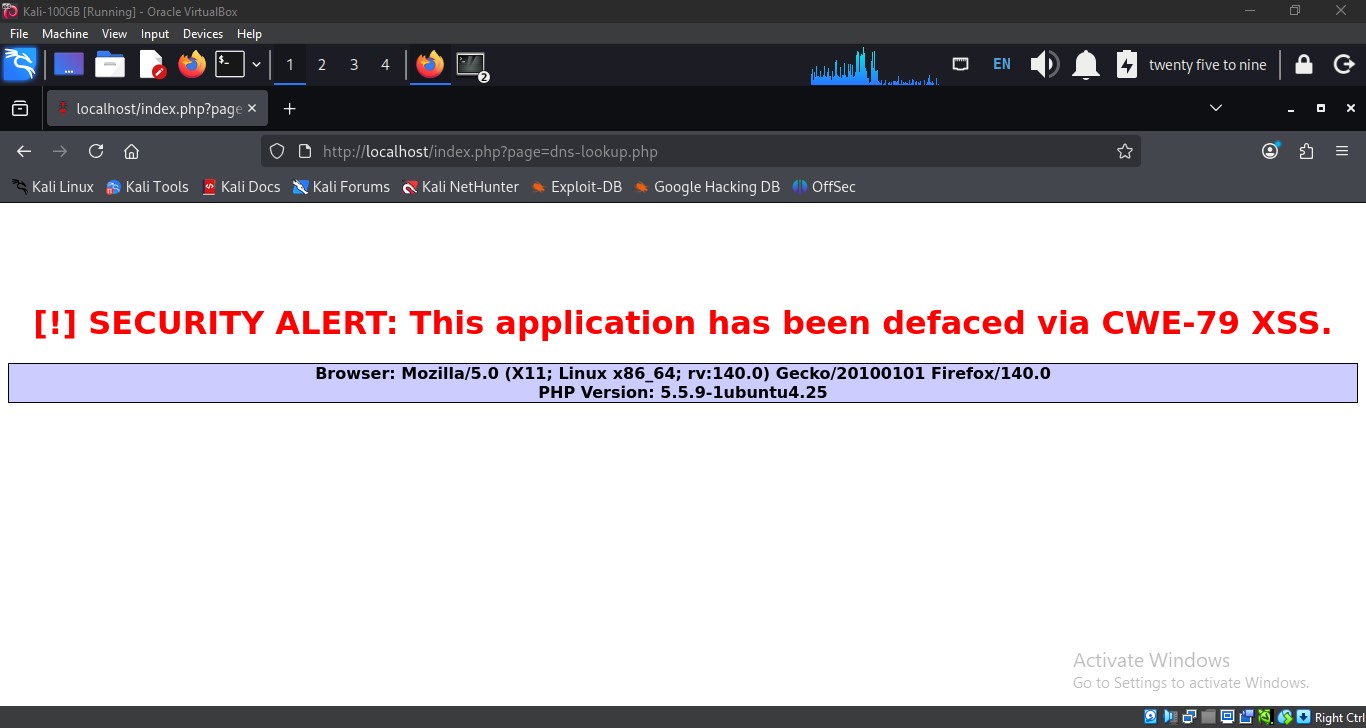 Kali-100GB [Running] - Oracle VirtualBox
File Machine View Input Devices Help
1 2 3 4 2 EN twenty five to nine
localhost/index.php?page
http://localhost/index.php?page=dns-lookup.php
Kali Linux Kali Tools Kali Docs Kali Forums Kali NetHunter Exploit-DB Google Hacking DB OffSec
[!] SECURITY ALERT: This application has been defaced via CWE-79 XSS.
Browser: Mozilla/5.0 (X11; Linux x86_64; rv:140.0) Gecko/20100101 Firefox/140.0
PHP Version: 5.5.9-1ubuntu4.25
Activate Windows
Go to Settings to activate Windows.
Right Ctrl